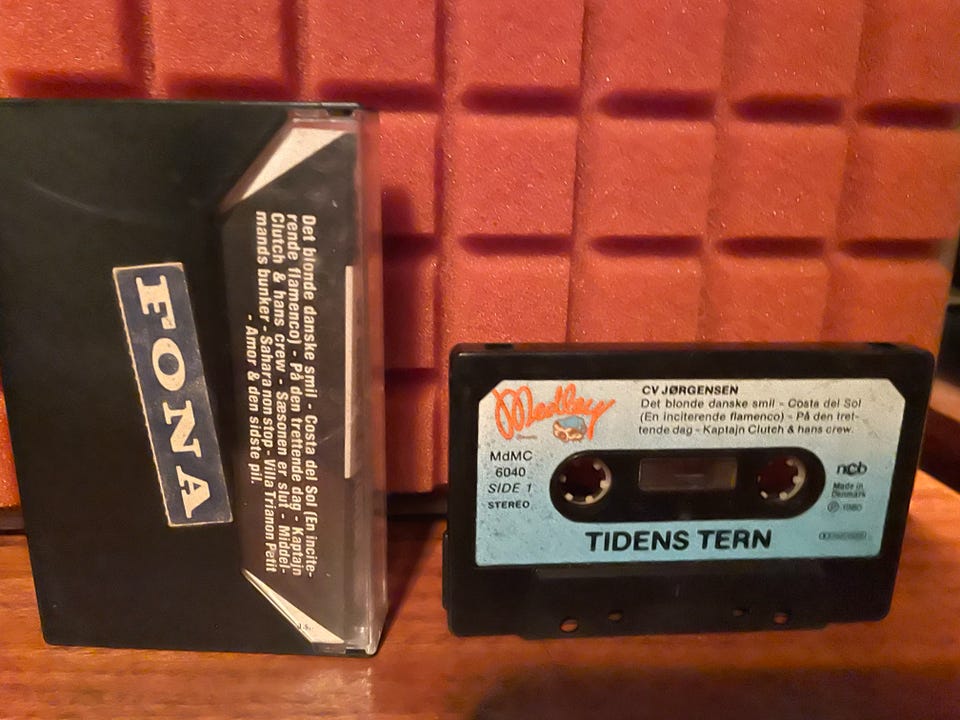 FONA
Det blonde danske smil - Costa del Sol (En incite-
rende flamenco) - På den trettende dag - Kaptajn
Clutch & hans crew - Sæsonen er slut - Middel-
mands bunker - Sahara non stop - Villa Trianon Petit
- Amor & den sidste pil.
Medley
CV JØRGENSEN
Det blonde danske smil - Costa del Sol
(En inciterende flamenco) - På den tret-
tende dag - Kaptajn Clutch & hans crew.
MdMC
6040
SIDE 1
STEREO
ncb
Made in
Denmark
Ⓟ 1980
TIDENS TERN